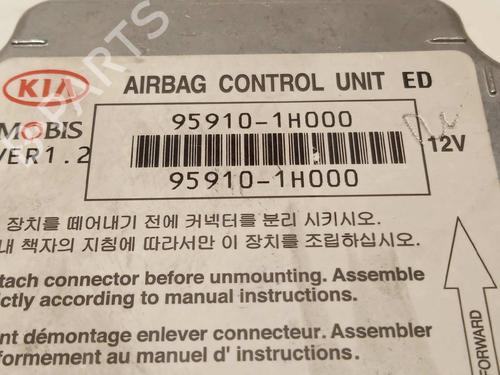 KIA AIRBAG CONTROL UNIT ED
MOBIS 95910-1H000
VER1.2 12V
95910-1H000
장치를 떼어내기 전에 커넥터를 분리 시키시오.
내 책자의 지침에 따라서만 이 장치를 조립하십시오.
ttach connector before unmounting. Assemble
ictly according to manual instructions.
nt démontage enlever connecteur. Assembler
formement au manuel d' instructions.
FORWARD
PARTS